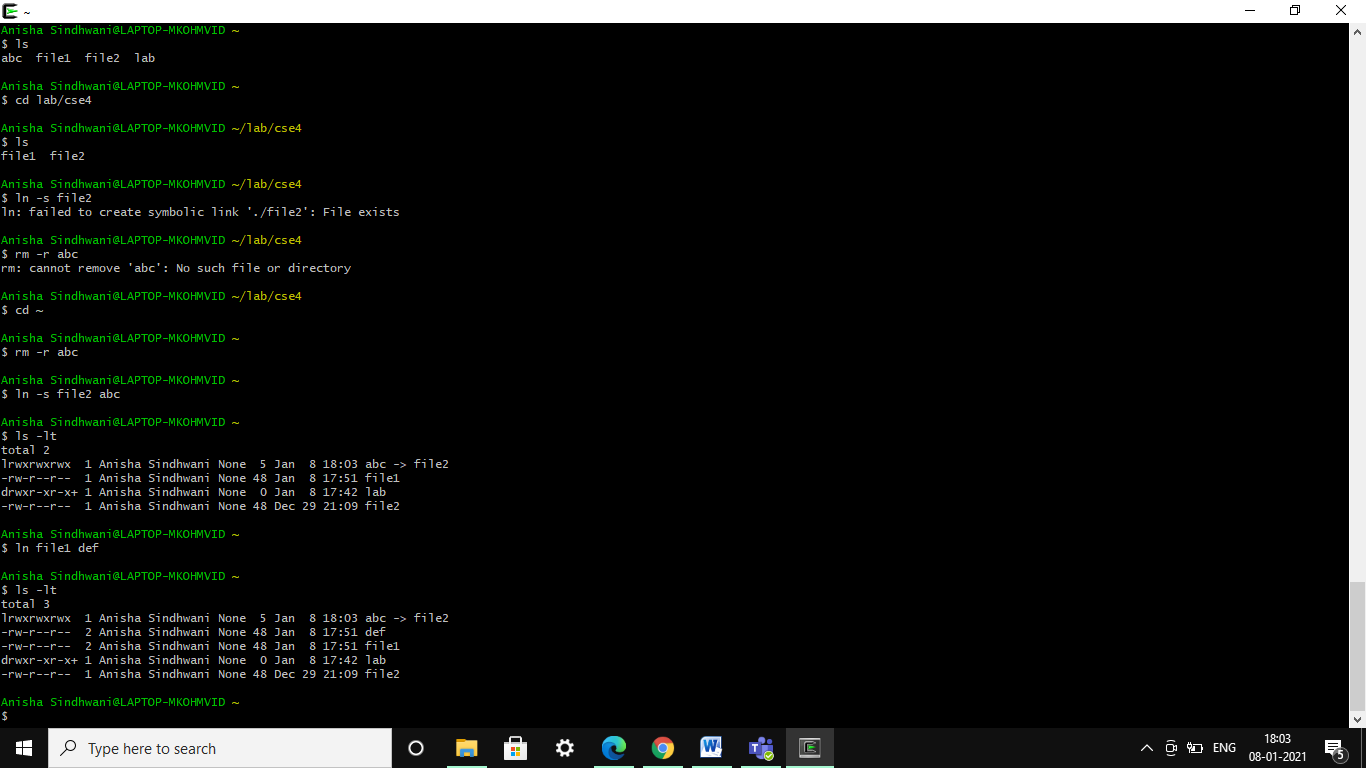 ~
Anisha Sindhwani@LAPTOP-MKOHMVID ~
$ ls
abc  file1  file2  lab
Anisha Sindhwani@LAPTOP-MKOHMVID ~
$ cd lab/cse4
Anisha Sindhwani@LAPTOP-MKOHMVID ~/lab/cse4
$ ls
file1  file2
Anisha Sindhwani@LAPTOP-MKOHMVID ~/lab/cse4
$ ln -s file2
ln: failed to create symbolic link './file2': File exists
Anisha Sindhwani@LAPTOP-MKOHMVID ~/lab/cse4
$ rm -r abc
rm: cannot remove 'abc': No such file or directory
Anisha Sindhwani@LAPTOP-MKOHMVID ~/lab/cse4
$ cd ~
Anisha Sindhwani@LAPTOP-MKOHMVID ~
$ rm -r abc
Anisha Sindhwani@LAPTOP-MKOHMVID ~
$ ln -s file2 abc
Anisha Sindhwani@LAPTOP-MKOHMVID ~
$ ls -lt
total 2
lrwxrwxrwx  1 Anisha Sindhwani None  5 Jan  8 18:03 abc -> file2
-rw-r--r--  1 Anisha Sindhwani None 48 Jan  8 17:51 file1
drwxr-xr-x+ 1 Anisha Sindhwani None  0 Jan  8 17:42 lab
-rw-r--r--  1 Anisha Sindhwani None 48 Dec 29 21:09 file2
Anisha Sindhwani@LAPTOP-MKOHMVID ~
$ ln file1 def
Anisha Sindhwani@LAPTOP-MKOHMVID ~
$ ls -lt
total 3
lrwxrwxrwx  1 Anisha Sindhwani None  5 Jan  8 18:03 abc -> file2
-rw-r--r--  2 Anisha Sindhwani None 48 Jan  8 17:51 def
-rw-r--r--  2 Anisha Sindhwani None 48 Jan  8 17:51 file1
drwxr-xr-x+ 1 Anisha Sindhwani None  0 Jan  8 17:42 lab
-rw-r--r--  1 Anisha Sindhwani None 48 Dec 29 21:09 file2
Anisha Sindhwani@LAPTOP-MKOHMVID ~
$
Type here to search
W
T
ENG
18:03
08-01-2021
5